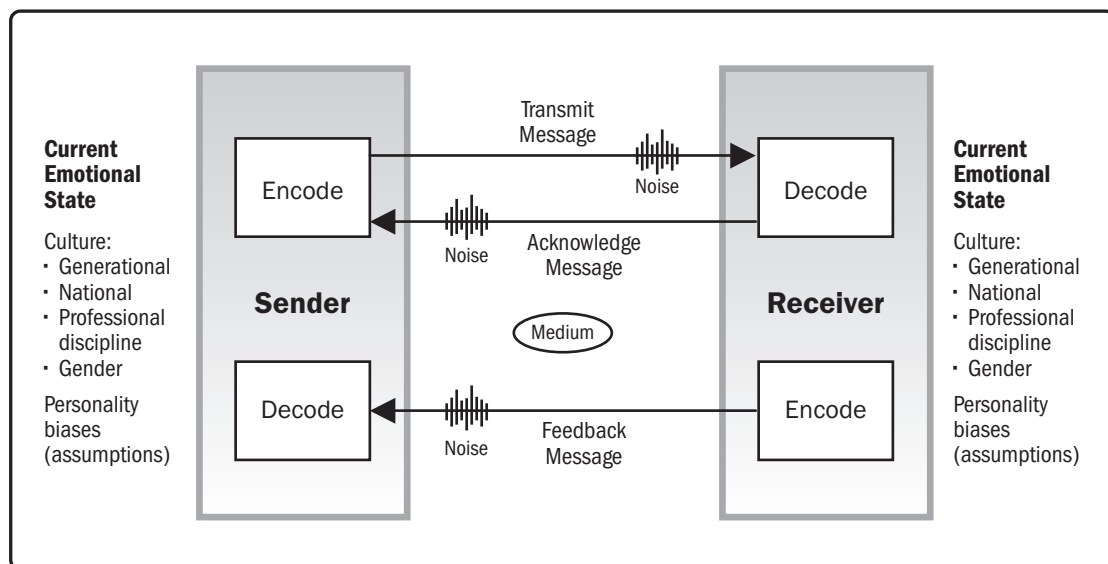 Current
Emotional
State
Culture:
· Generational
· National
· Professional
discipline
· Gender
Personality
biases
(assumptions)
Encode
Sender
Decode
Transmit
Message
Noise
Noise
Acknowledge
Message
Medium
Noise
Feedback
Message
Decode
Receiver
Encode
Current
Emotional
State
Culture:
· Generational
· National
· Professional
discipline
· Gender
Personality
biases
(assumptions)